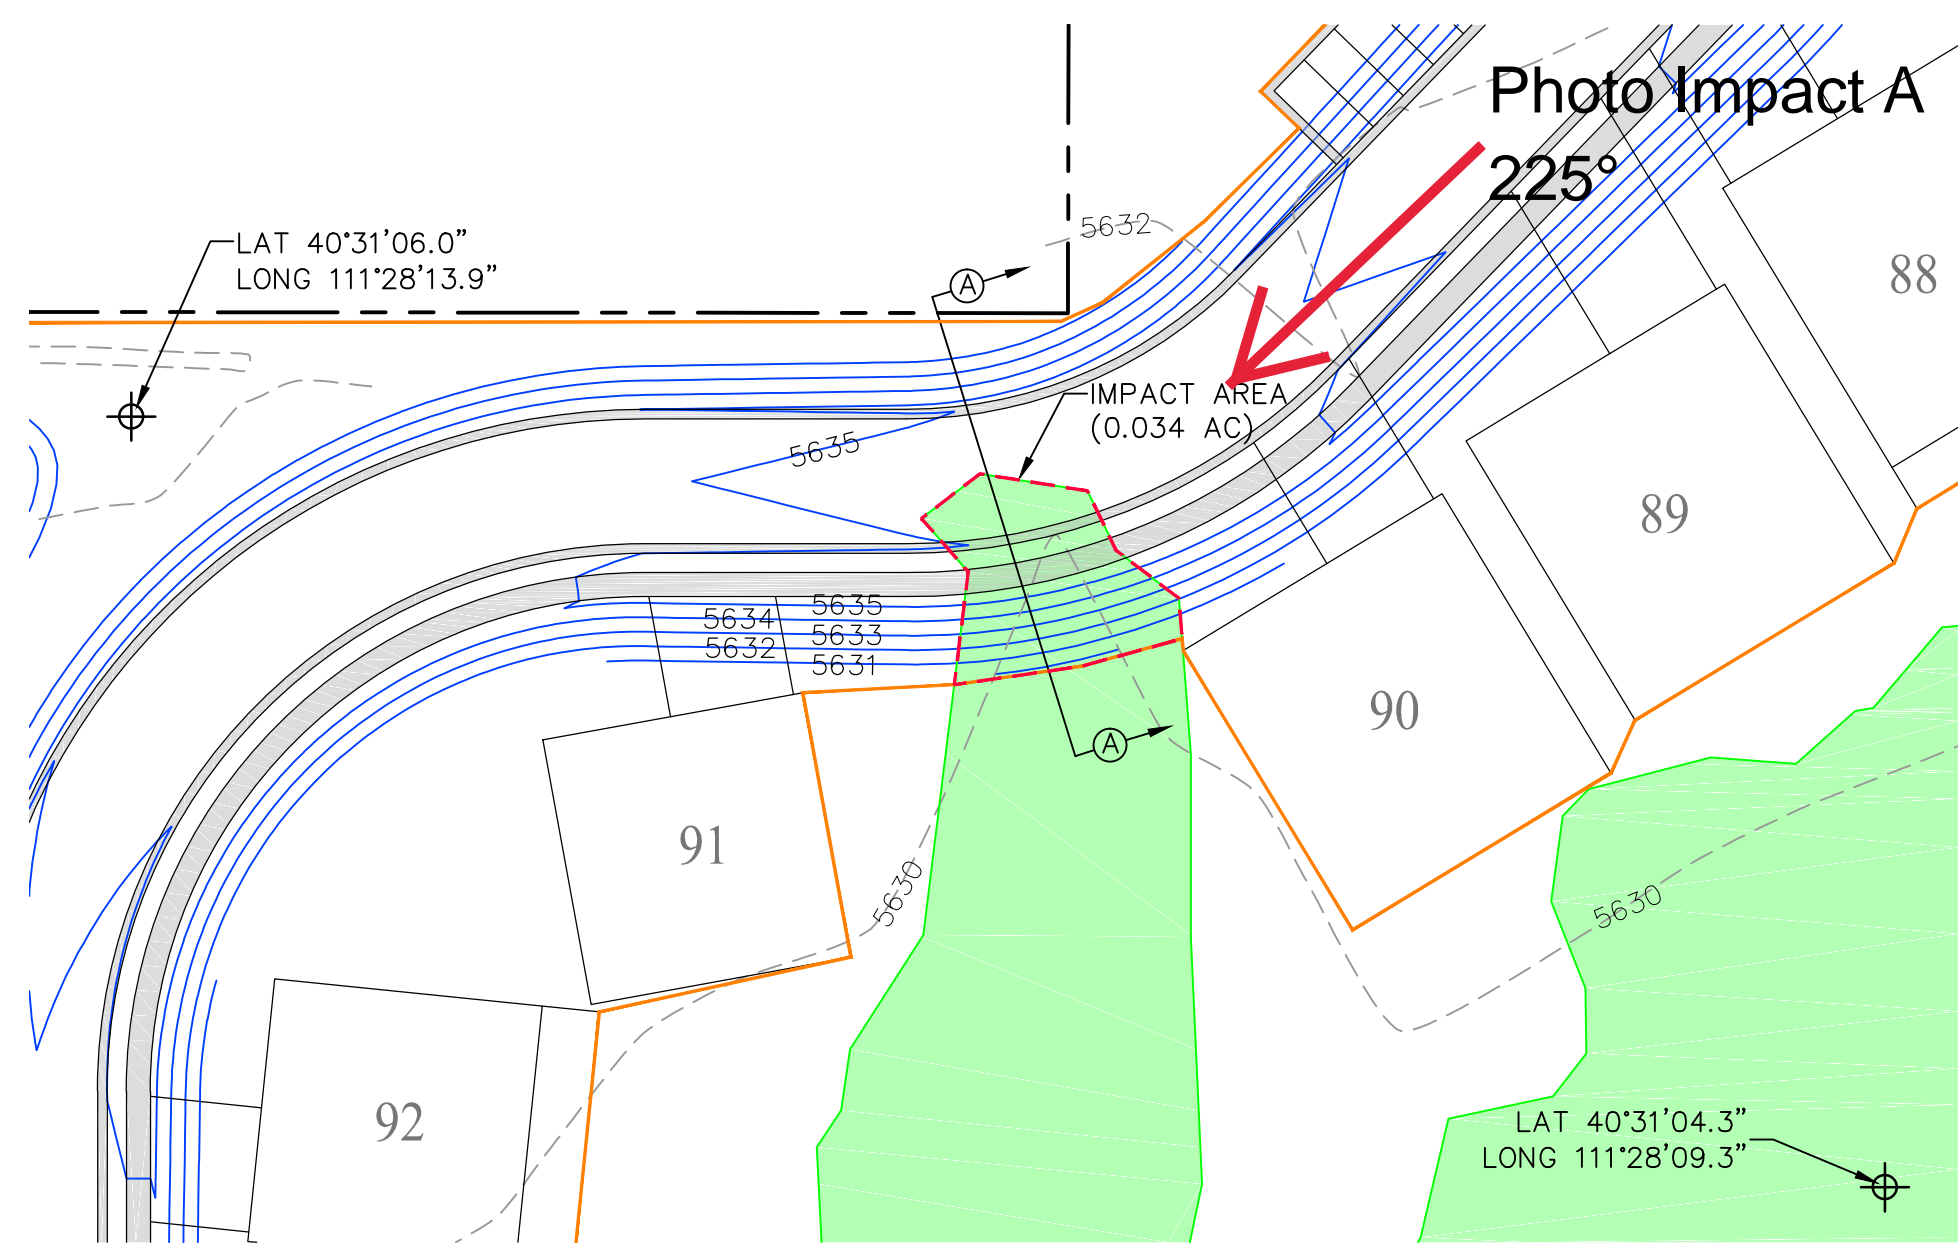 Photo Impact A
225°
5632
LAT 40°31'06.0"
LONG 111°28'13.9"
A
88
IMPACT AREA
(0.034 AC)
5635
89
5635
5634
5633
5632
5631
90
A
91
5630
5630
92
LAT 40°31'04.3"
LONG 111°28'09.3"